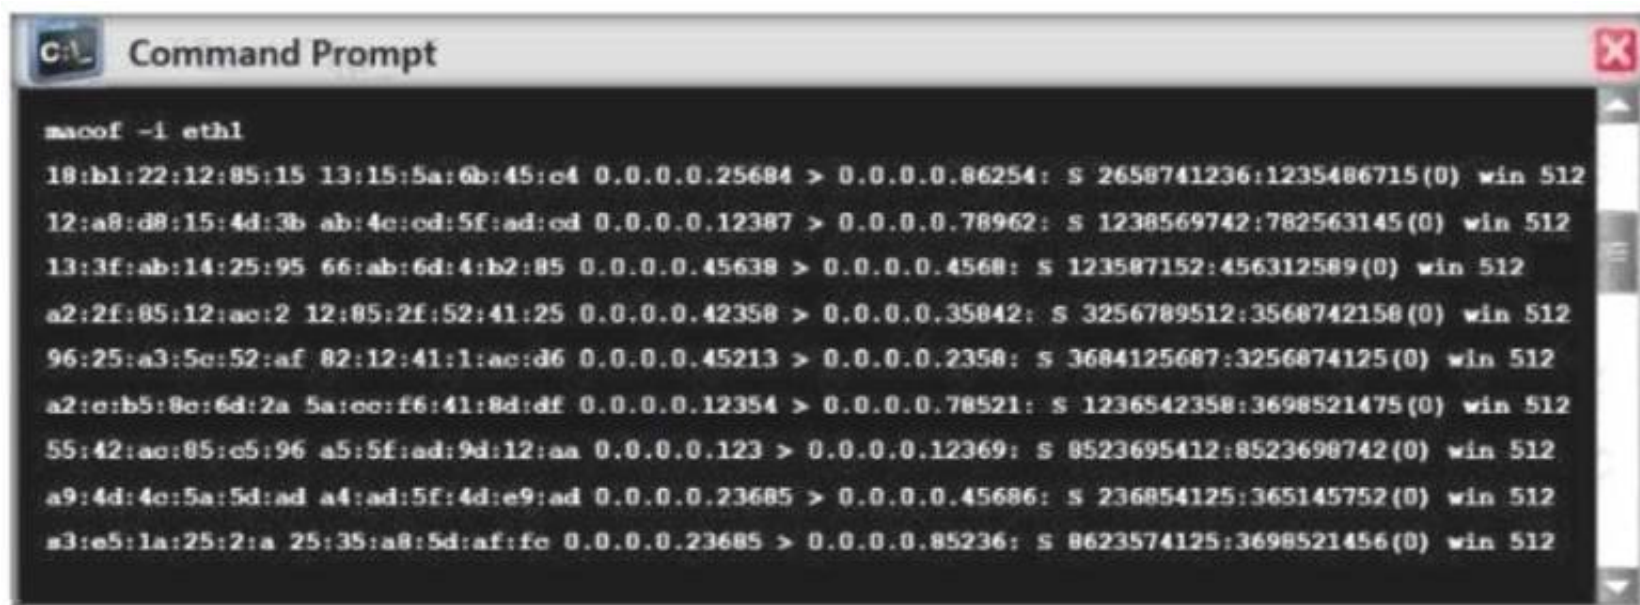 C:\_ Command Prompt
macof -i eth1
18:b1:22:12:85:15 13:15:5a:6b:45:c4 0.0.0.0.25684 > 0.0.0.0.86254: S 2658741236:1235486715(0) win 512
12:a8:d8:15:4d:3b ab:4c:cd:5f:ad:cd 0.0.0.0.12387 > 0.0.0.0.78962: S 1238569742:782563145(0) win 512
13:3f:ab:14:25:95 66:ab:6d:4:b2:85 0.0.0.0.45638 > 0.0.0.0.4568: S 123587152:456312589(0) win 512
a2:2f:85:12:ac:2 12:85:2f:52:41:25 0.0.0.0.42358 > 0.0.0.0.35842: S 3256789512:3568742158(0) win 512
96:25:a3:5c:52:af 82:12:41:1:ac:d6 0.0.0.0.45213 > 0.0.0.0.2358: S 3684125687:3256874125(0) win 512
a2:c:b5:8c:6d:2a 5a:cc:f6:41:8d:df 0.0.0.0.12354 > 0.0.0.0.78521: S 1236542358:3698521475(0) win 512
55:42:ac:85:c5:96 a5:5f:ad:9d:12:aa 0.0.0.0.123 > 0.0.0.0.12369: S 8523695412:8523698742(0) win 512
a9:4d:4c:5a:5d:ad a4:ad:5f:4d:e9:ad 0.0.0.0.23685 > 0.0.0.0.45686: S 236854125:365145752(0) win 512
s3:e5:1a:25:2:a 25:35:a8:5d:af:fc 0.0.0.0.23685 > 0.0.0.0.85236: S 8623574125:3698521456(0) win 512